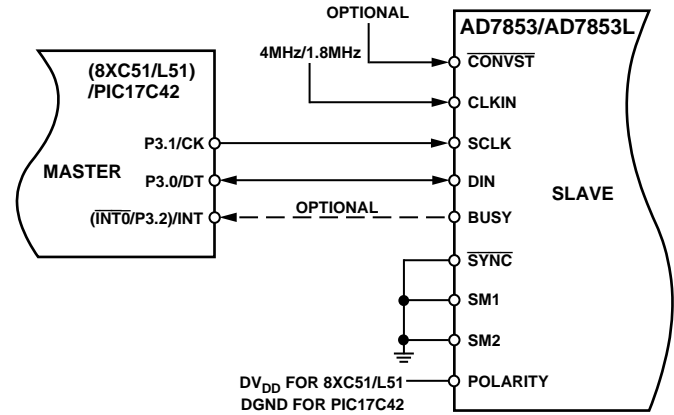 OPTIONAL
AD7853/AD7853L
4MHz/1.8MHz
CONVST
(8XC51/L51)
/PIC17C42
CLKIN
P3.1/CK
SCLK
MASTER
P3.0/DT
DIN
SLAVE
(INT0/P3.2)/INT
OPTIONAL
BUSY
SYNC
SM1
SM2
DVDD FOR 8XC51/L51
DGND FOR PIC17C42
POLARITY